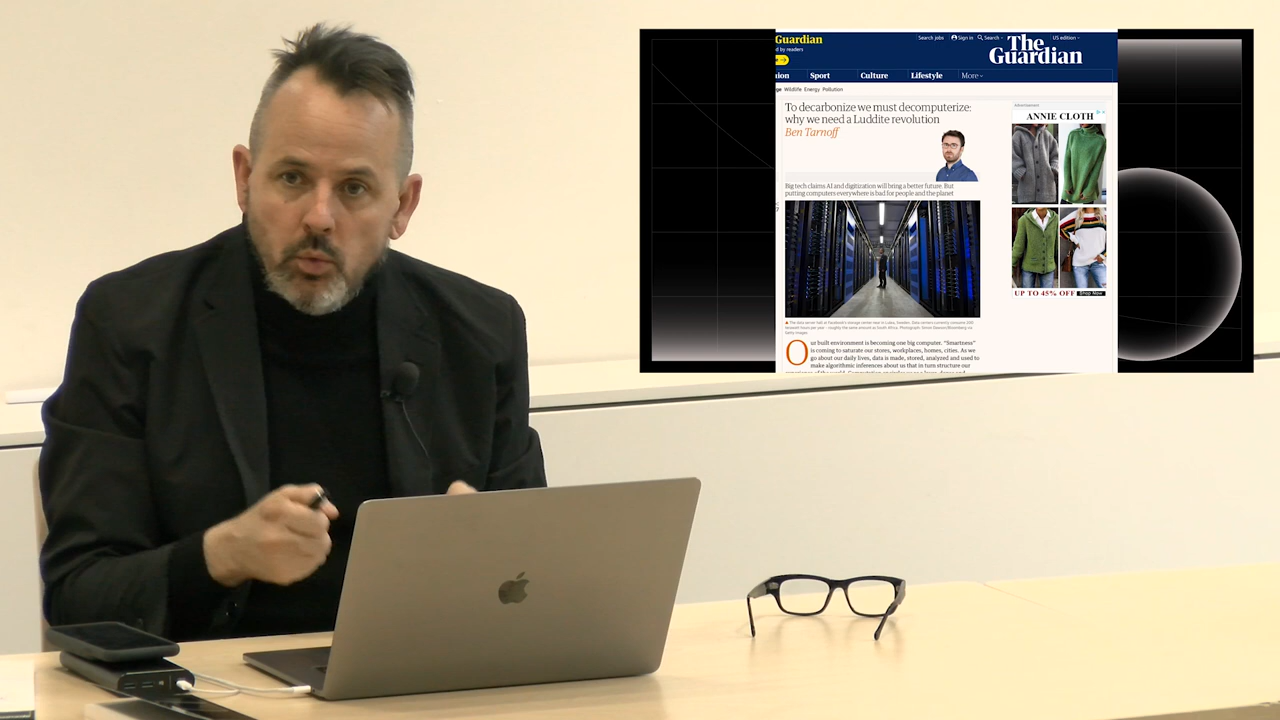 Guardian
d by readers
Search jobs
Sign in
Search
US edition
The
Guardian
nion
Sport
Culture
Lifestyle
More
ge Wildlife Energy Pollution
To decarbonize we must decomputerize:
why we need a Luddite revolution
Ben Tarnoff
Big tech claims AI and digitization will bring a better future. But
putting computers everywhere is bad for people and the planet
Our built environment is becoming one big computer. “Smartness”
is coming to saturate our stores, workplaces, homes, cities. As we
go about our daily lives, data is made, stored, analyzed and used to
make algorithmic inferences about us that in turn structure our
Advertisement
ANNIE CLOTH
UP TO 45% OFF Shop Now